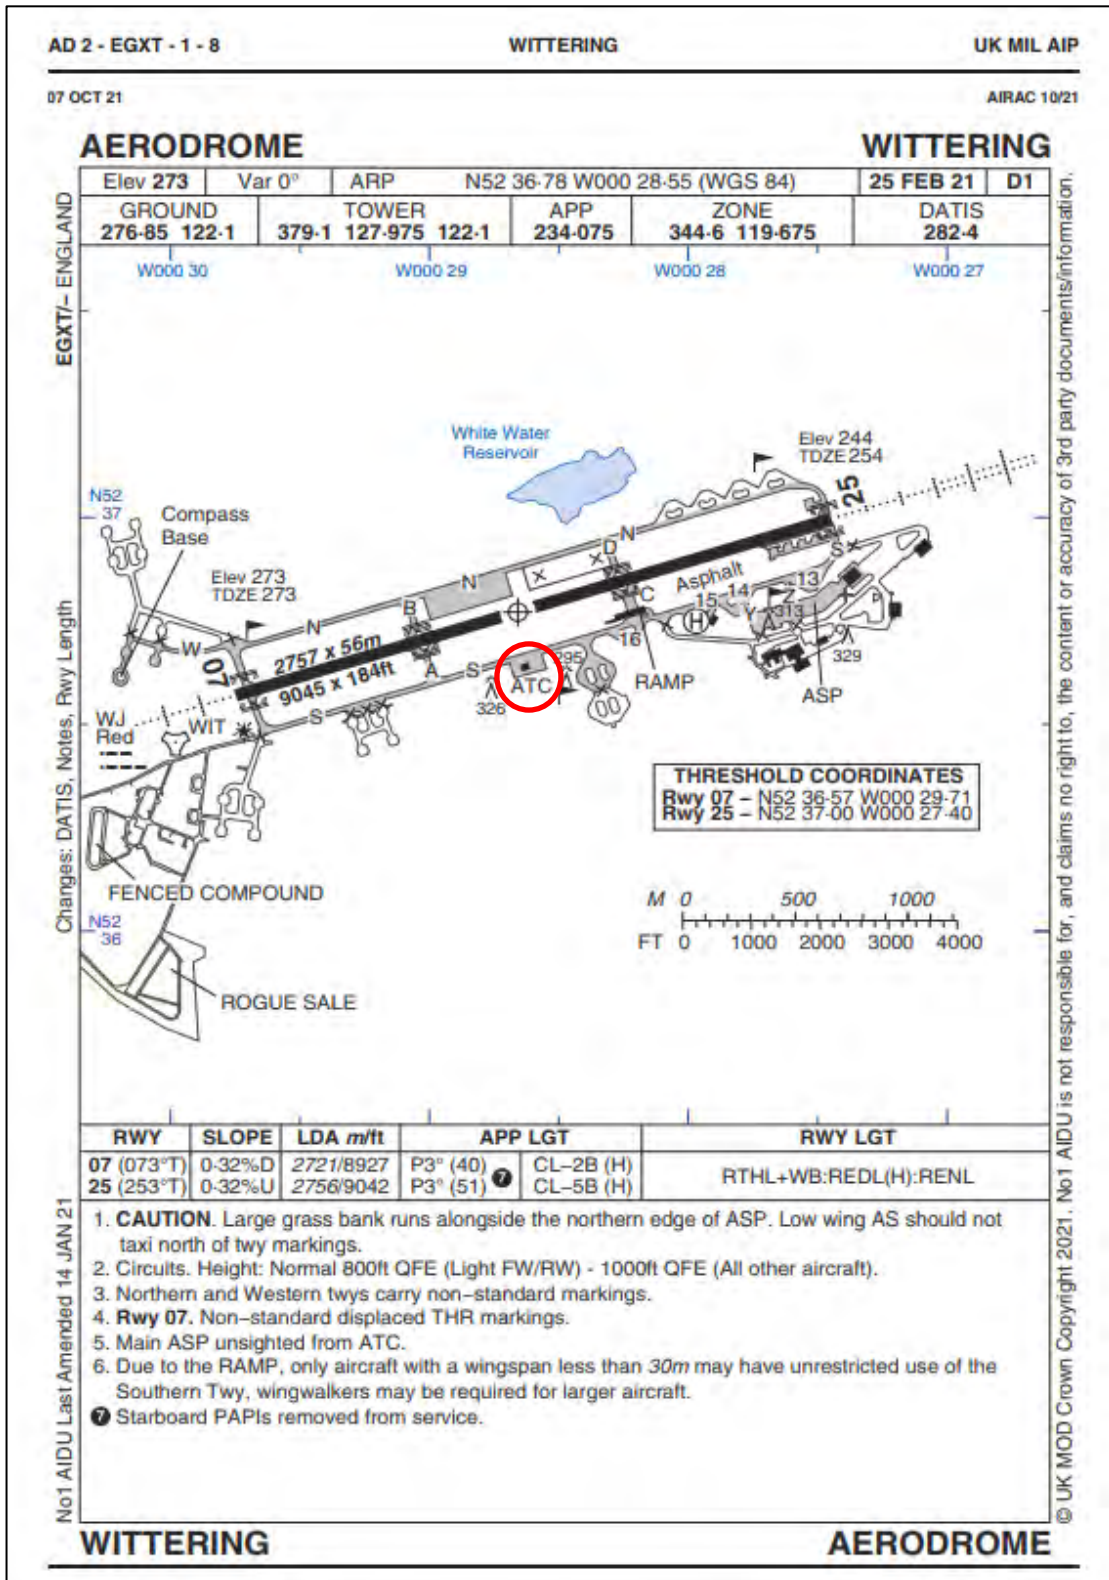 AD 2 - EGXT - 1 - 8 WITTERING UK MIL AIP
07 OCT 21 AIRAC 10/21
AERODROME WITTERING
Elev 273 Var 0° ARP N52 36·78 W000 28·55 (WGS 84) 25 FEB 21 D1
GROUND TOWER APP ZONE DATIS
276·85 122·1 379·1 127·975 122·1 234·075 344·6 119·675 282·4
W000 30 W000 29 W000 28 W000 27
EGXT/– ENGLAND
White Water
Reservoir
Elev 244
TDZE 254
25
N52
37
Compass
Base
Elev 273
TDZE 273
N
D
N
B
N
W
07
2757 x 56m
9045 x 184ft
A
S
S
Asphalt
C
S
13
14
Z
15
Y
313
A
H
16
295
ATC
326
RAMP
329
ASP
WIT
WJ
Red
THRESHOLD COORDINATES
Rwy 07 – N52 36·57 W000 29·71
Rwy 25 – N52 37·00 W000 27·40
FENCED COMPOUND
N52
36
M 0 500 1000
FT 0 1000 2000 3000 4000
ROGUE SALE
RWY SLOPE LDA m/ft APP LGT RWY LGT
07 (073°T) 0·32%D 2721/8927 P3° (40) 7 CL–2B (H) RTHL+WB:REDL(H):RENL
25 (253°T) 0·32%U 2756/9042 P3° (51) CL–5B (H)
1. CAUTION. Large grass bank runs alongside the northern edge of ASP. Low wing AS should not
taxi north of twy markings.
2. Circuits. Height: Normal 800ft QFE (Light FW/RW) - 1000ft QFE (All other aircraft).
3. Northern and Western twys carry non–standard markings.
4. Rwy 07. Non–standard displaced THR markings.
5. Main ASP unsighted from ATC.
6. Due to the RAMP, only aircraft with a wingspan less than 30m may have unrestricted use of the
Southern Twy, wingwalkers may be required for larger aircraft.
7 Starboard PAPIs removed from service.
Changes: DATIS, Notes, Rwy Length
No1 AIDU Last Amended 14 JAN 21
© UK MOD Crown Copyright 2021. No1 AIDU is not responsible for, and claims no right to, the content or accuracy of 3rd party documents/information.
WITTERING AERODROME